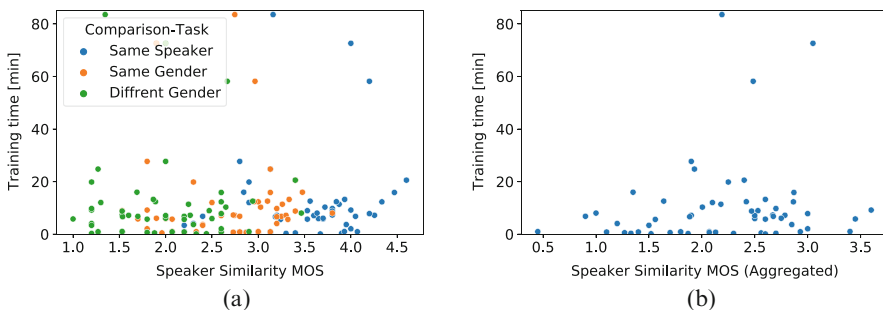 80
60
40
20
0
Training time [min]
Comparison-Task
Same Speaker
Same Gender
Diffrent Gender
1.0 1.5 2.0 2.5 3.0 3.5 4.0 4.5
Speaker Similarity MOS
(a)
80
60
40
20
0
Training time [min]
0.5 1.0 1.5 2.0 2.5 3.0 3.5
Speaker Similarity MOS (Aggregated)
(b)